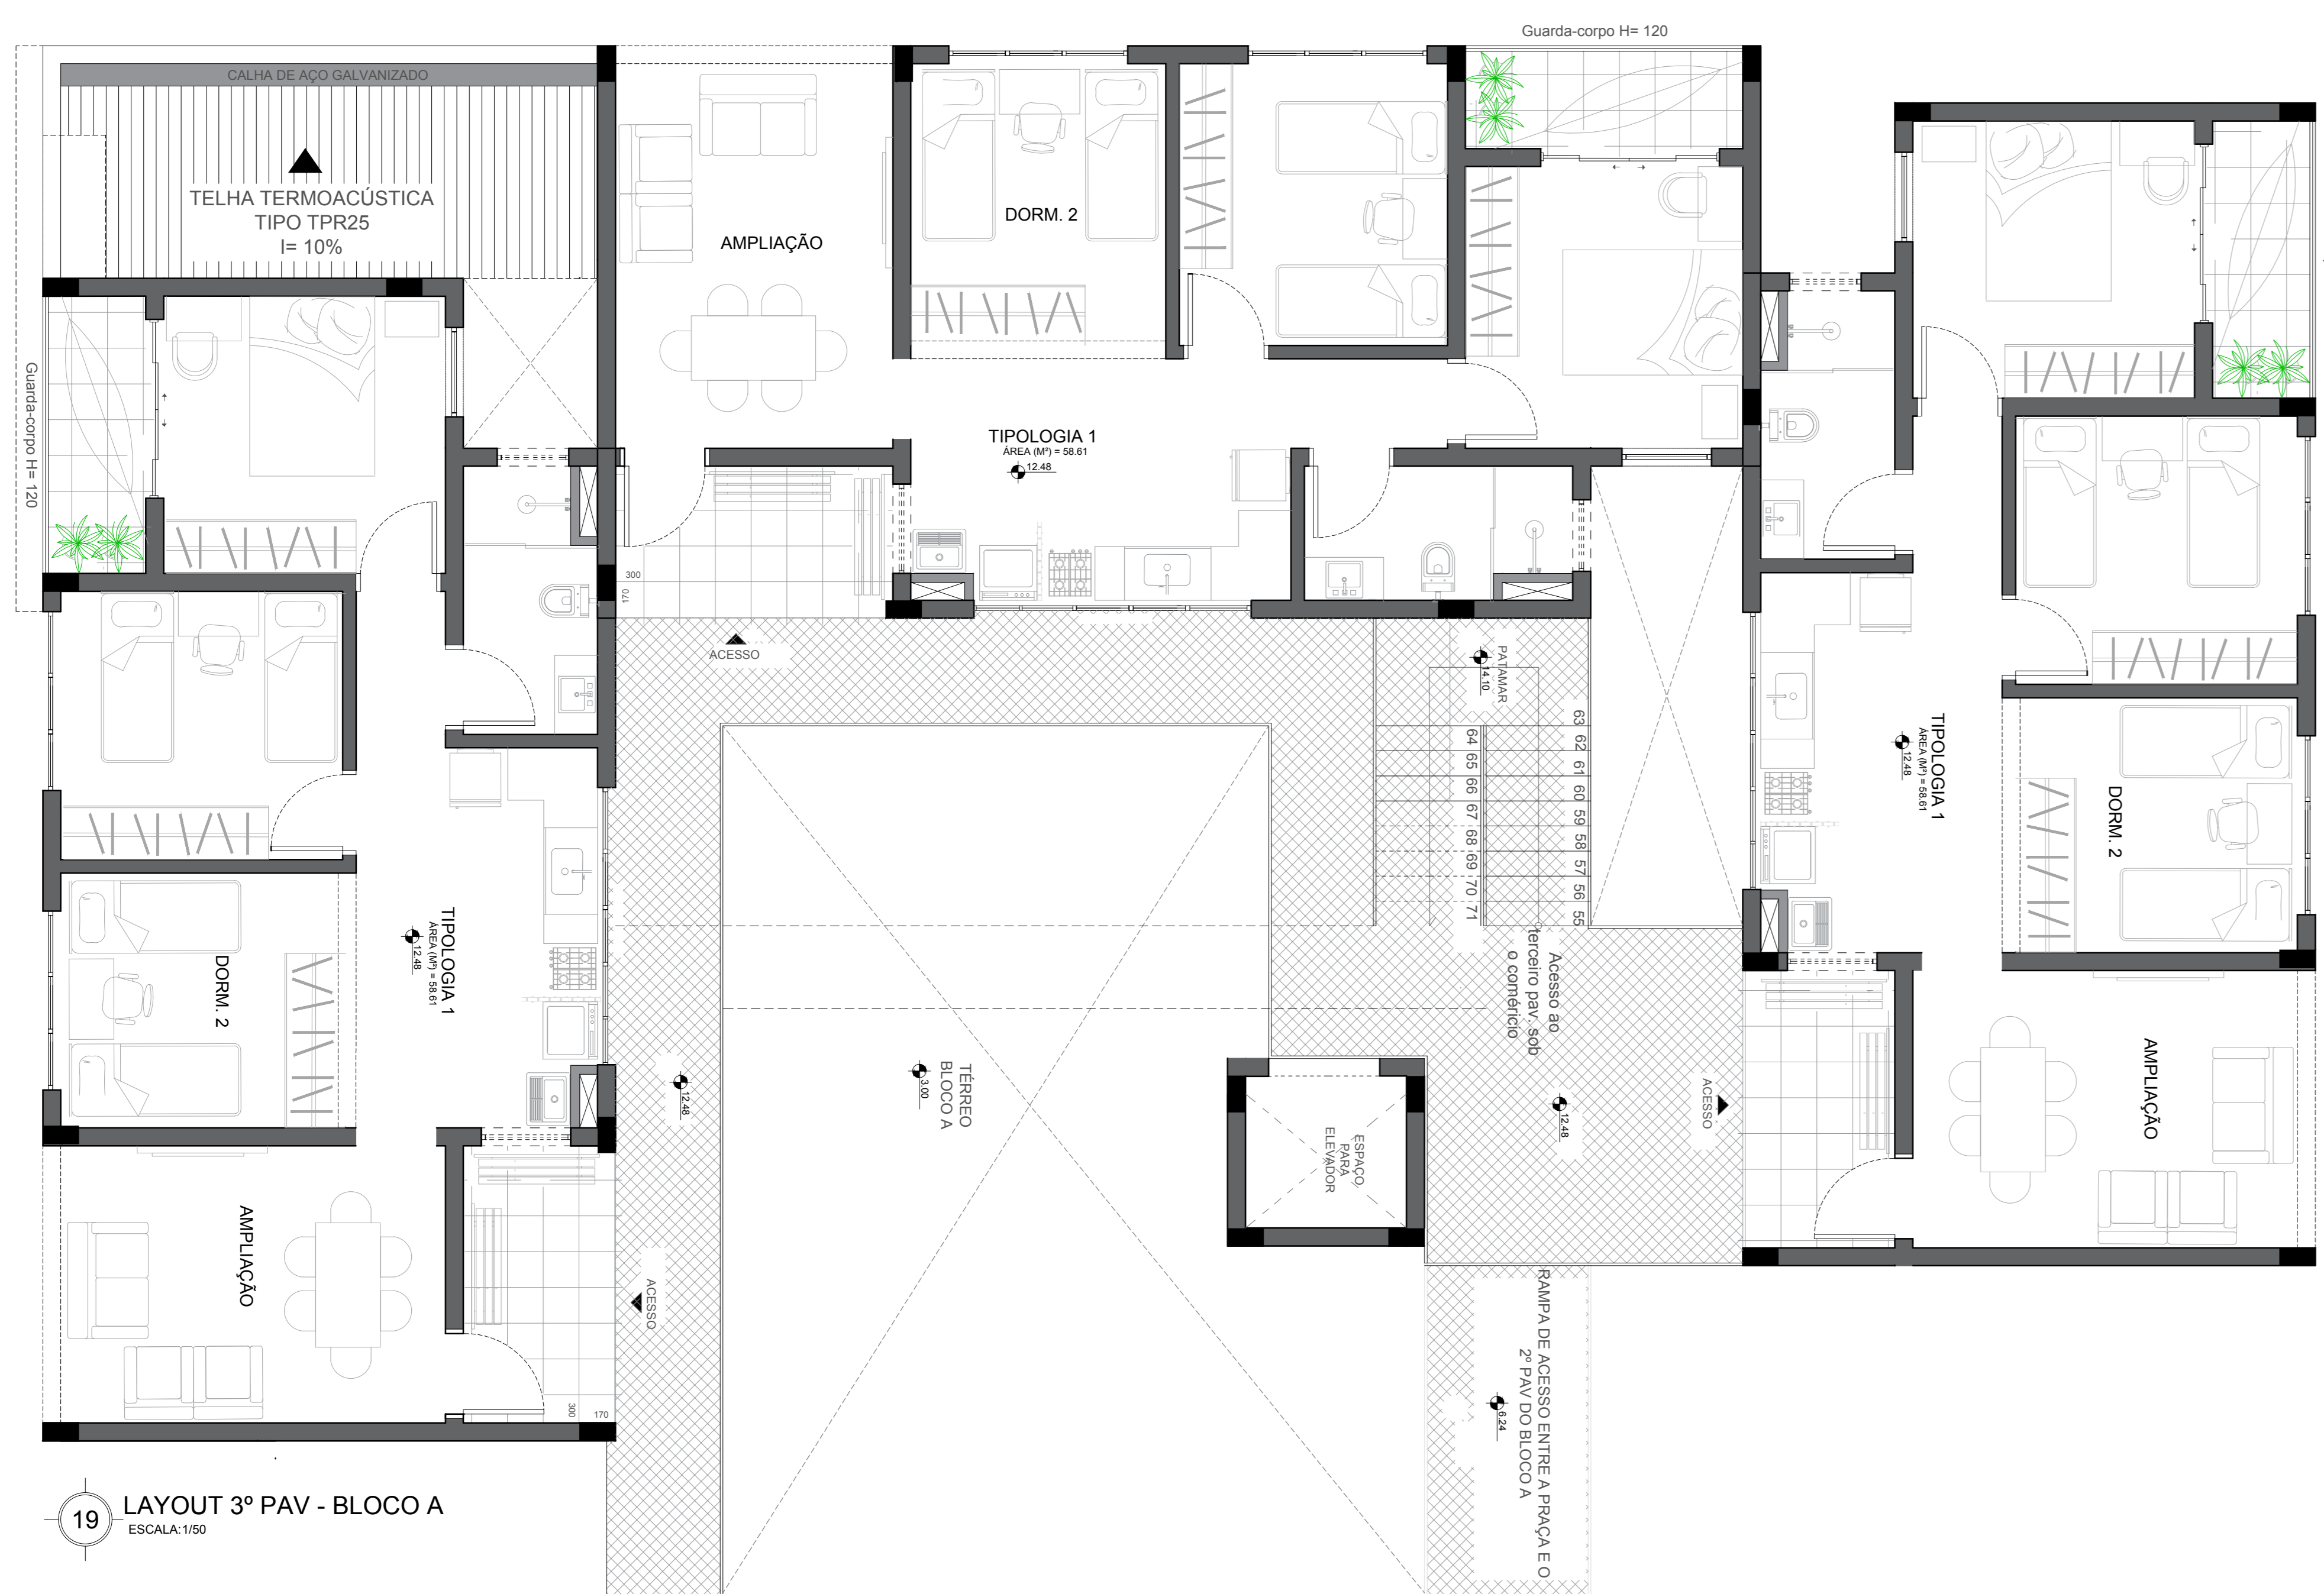 Guarda-corpo H= 120
CALHA DE AÇO GALVANIZADO
TELHA TERMOACÚSTICA
TIPO TPR25
I= 10%
AMPLIAÇÃO
DORM. 2
TIPOLOGIA 1
ÁREA (M²) = 58.61
12.48
Guarda-corpo H= 120
300
170
ACESSO
PATAMAR
14.10
63
62
61
60
59
58
57
56
55
64
65
66
67
68
69
70
71
TIPOLOGIA 1
ÁREA (M²) = 58.61
12.48
DORM. 2
AMPLIAÇÃO
ACESSO
Acesso ao
terceiro pav. sob
o coméricio
12.48
TÉRREO
BLOCO A
3.00
ESPAÇO
PARA
ELEVADOR
TIPOLOGIA 1
ÁREA (M²) = 58.61
12.48
DORM. 2
12.48
AMPLIAÇÃO
ACESSO
300
170
RAMPA DE ACESSO ENTRE A PRAÇA E O
2º PAV DO BLOCO A
6.24
19
LAYOUT 3º PAV - BLOCO A
ESCALA:1/50